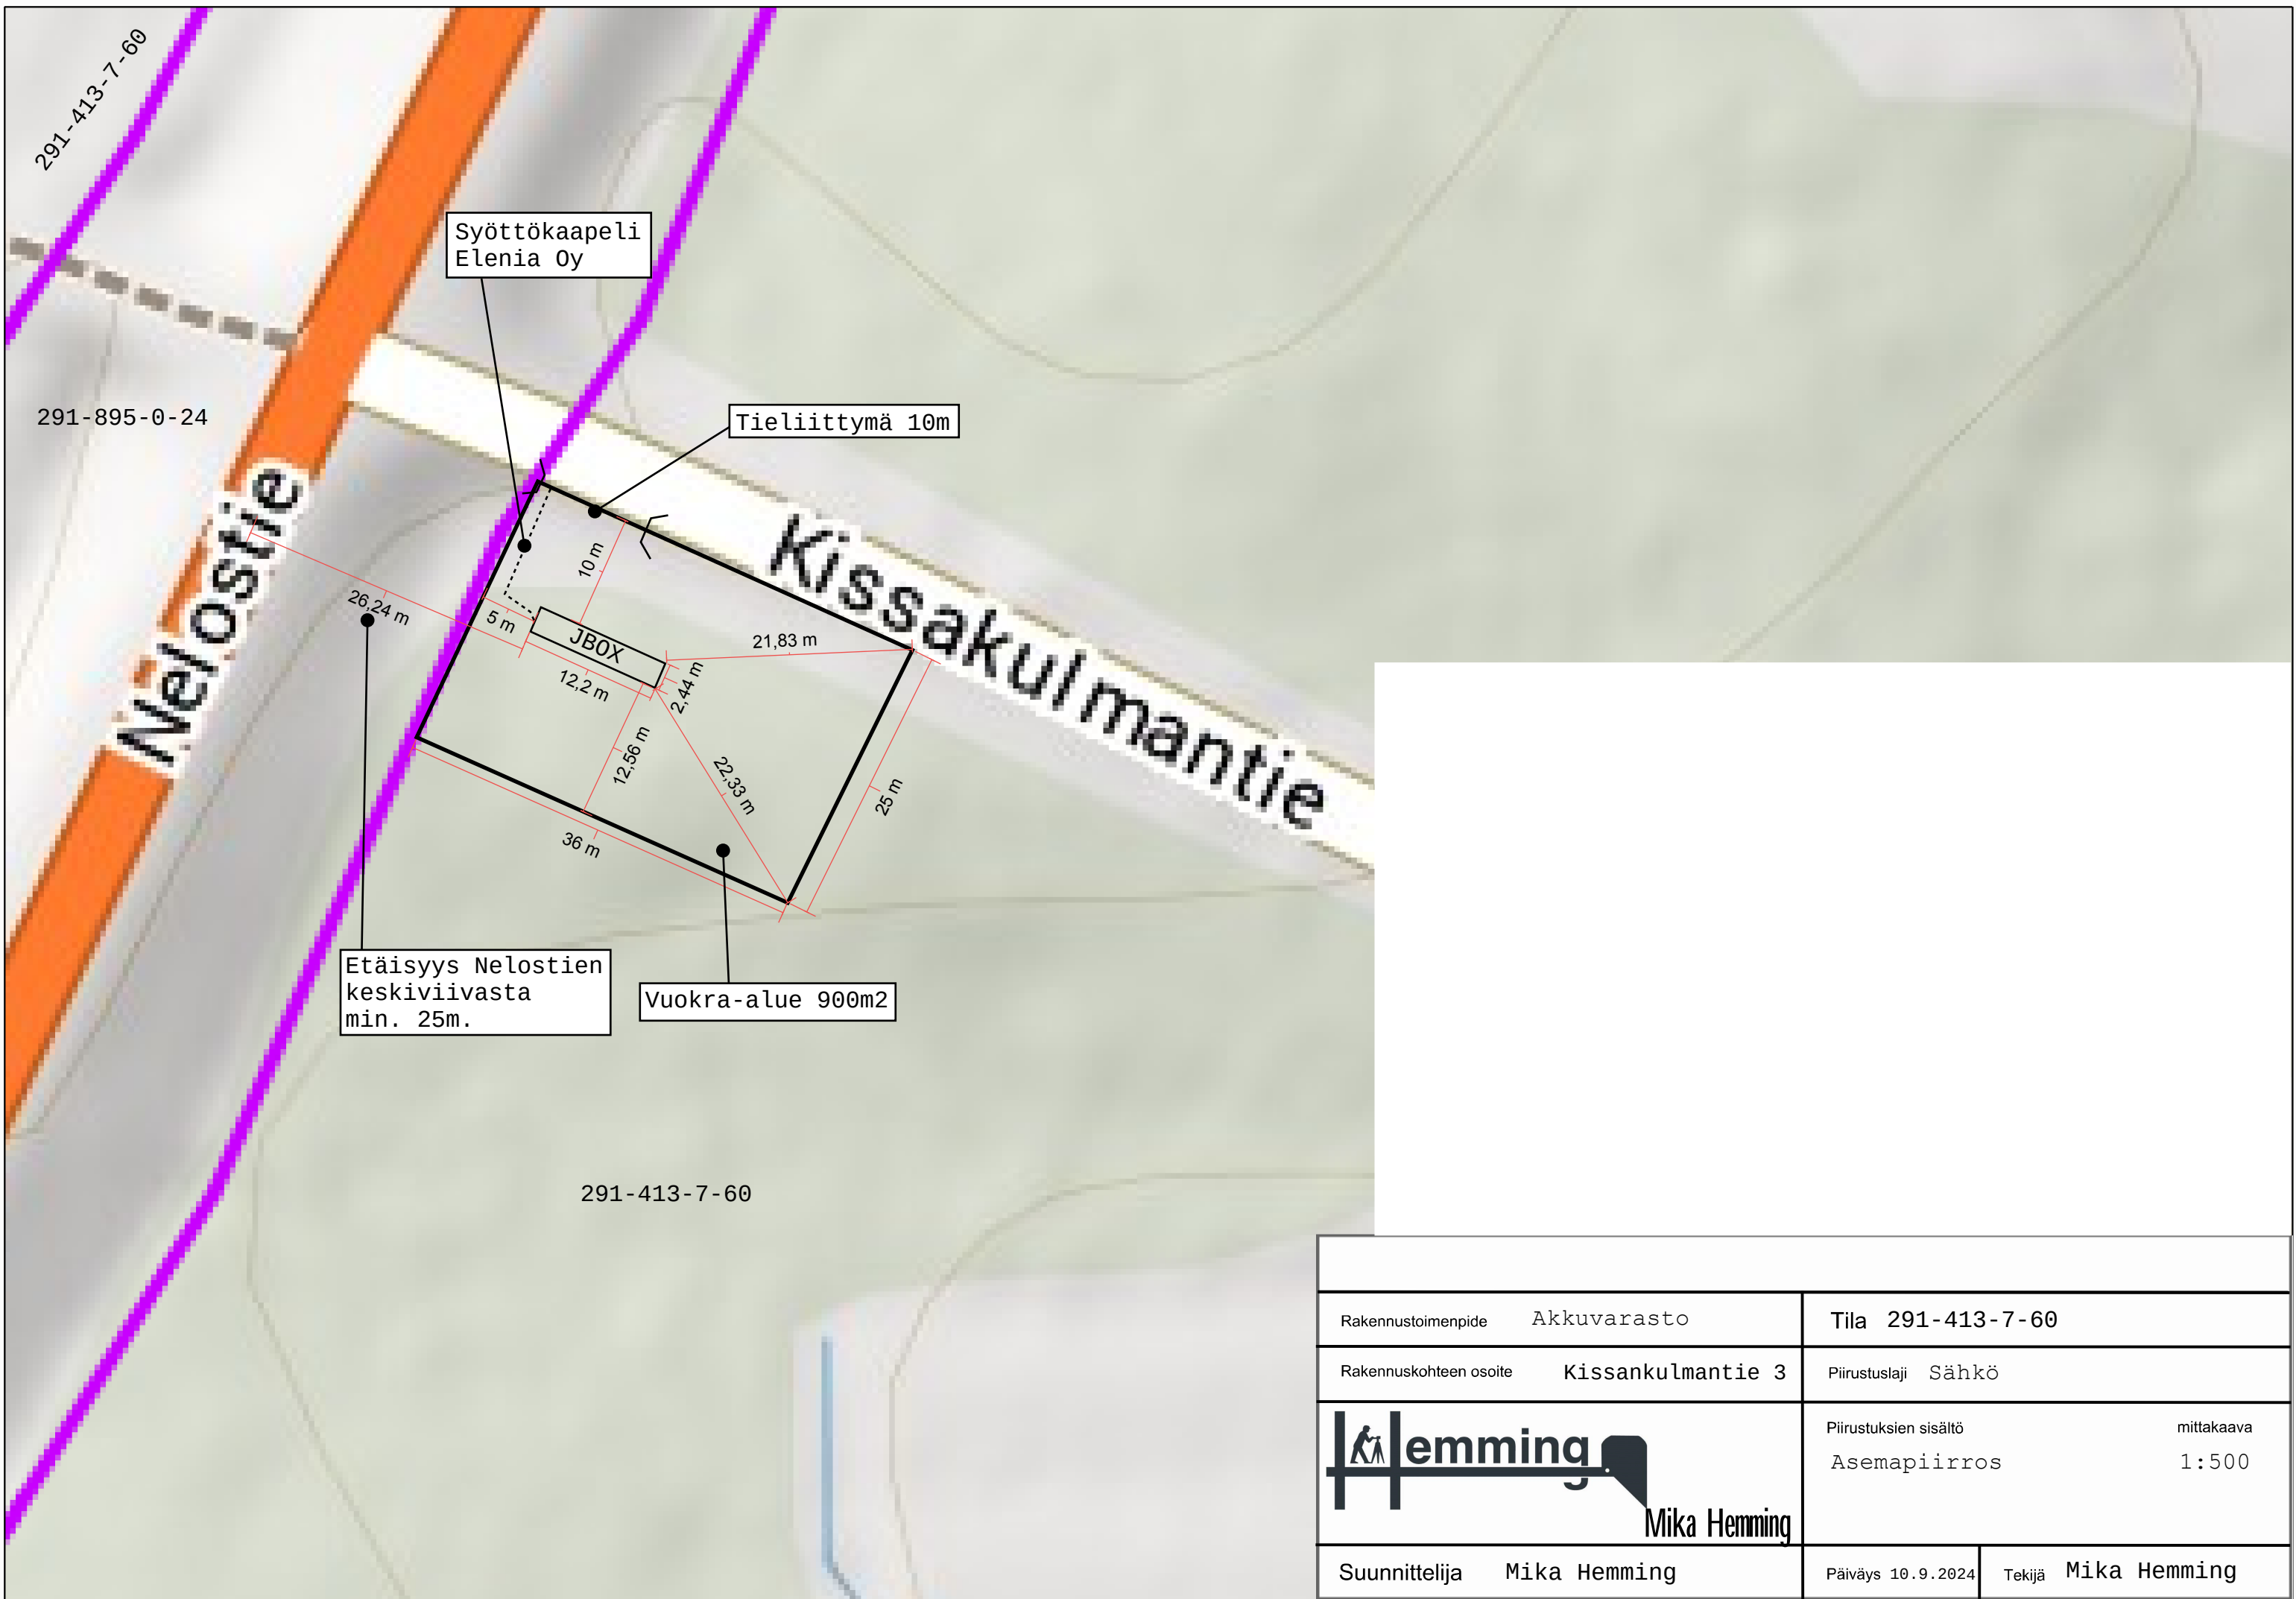 291-413-7-60
Syöttökaapeli
Elenia Oy
291-895-0-24
Tieliittymä 10m
Nelostie
Kissakulmantie
10 m
26,24 m
5 m
JBOX
21,83 m
12,2 m
2,44 m
12,56 m
22,33 m
25 m
36 m
Etäisyys Nelostien
keskiviivasta
min. 25m.
Vuokra-alue 900m2
291-413-7-60
Rakennustoimenpide Akkuvarasto
Tila 291-413-7-60
Rakennuskohteen osoite Kissankulmantie 3
Piirustuslaji Sähkö
Hemming
Mika Hemming
Piirustuksien sisältö mittakaava
Asemapiirros 1:500
Suunnittelija Mika Hemming
Päiväys 10.9.2024
Tekijä Mika Hemming